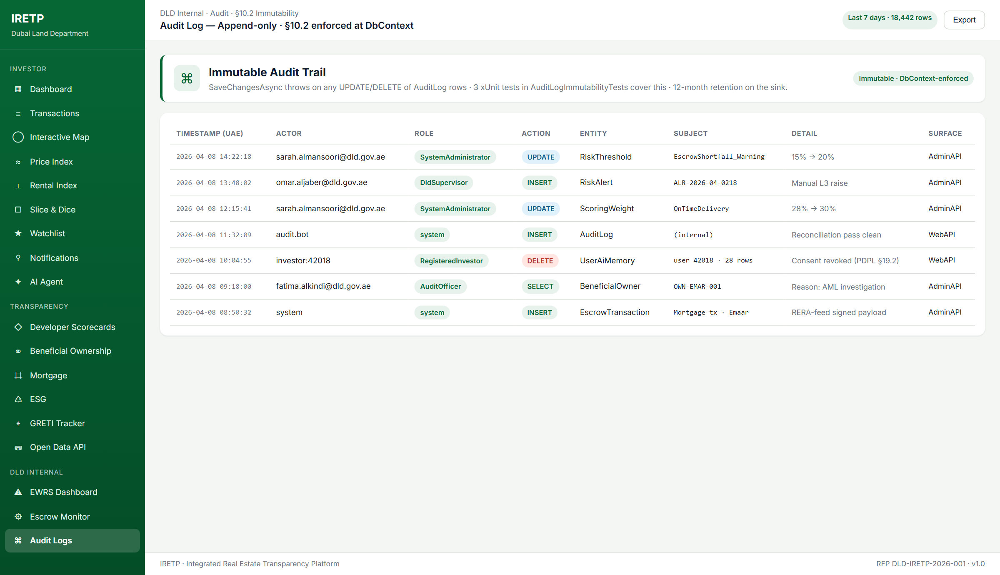 IRETP
Dubai Land Department
INVESTOR
Dashboard
Transactions
Interactive Map
Price Index
Rental Index
Slice & Dice
Watchlist
Notifications
AI Agent
TRANSPARENCY
Developer Scorecards
Beneficial Ownership
Mortgage
ESG
GRETI Tracker
Open Data API
DLD INTERNAL
EWRS Dashboard
Escrow Monitor
Audit Logs
DLD Internal · Audit · §10.2 Immutability
Audit Log — Append-only · §10.2 enforced at DbContext
Last 7 days · 18,442 rows
Export
Immutable Audit Trail
SaveChangesAsync throws on any UPDATE/DELETE of AuditLog rows · 3 xUnit tests in AuditLogImmutabilityTests cover this · 12-month retention on the sink.
Immutable · DbContext-enforced
TIMESTAMP (UAE) ACTOR ROLE ACTION ENTITY SUBJECT DETAIL SURFACE
2026-04-08 14:22:18 sarah.almansoori@dld.gov.ae SystemAdministrator UPDATE RiskThreshold EscrowShortfall_Warning 15% → 20% AdminAPI
2026-04-08 13:48:02 omar.aljaber@dld.gov.ae DldSupervisor INSERT RiskAlert ALR-2026-04-0218 Manual L3 raise AdminAPI
2026-04-08 12:15:41 sarah.almansoori@dld.gov.ae SystemAdministrator UPDATE ScoringWeight OnTimeDelivery 28% → 30% AdminAPI
2026-04-08 11:32:09 audit.bot system INSERT AuditLog (internal) Reconciliation pass clean WebAPI
2026-04-08 10:04:55 investor:42018 RegisteredInvestor DELETE UserAiMemory user 42018 · 28 rows Consent revoked (PDPL §19.2) WebAPI
2026-04-08 09:18:00 fatima.alkindi@dld.gov.ae AuditOfficer SELECT BeneficialOwner OWN-EMAR-001 Reason: AML investigation AdminAPI
2026-04-08 08:50:32 system system INSERT EscrowTransaction Mortgage tx · Emaar RERA-feed signed payload AdminAPI
IRETP · Integrated Real Estate Transparency Platform
RFP DLD-IRETP-2026-001 · v1.0